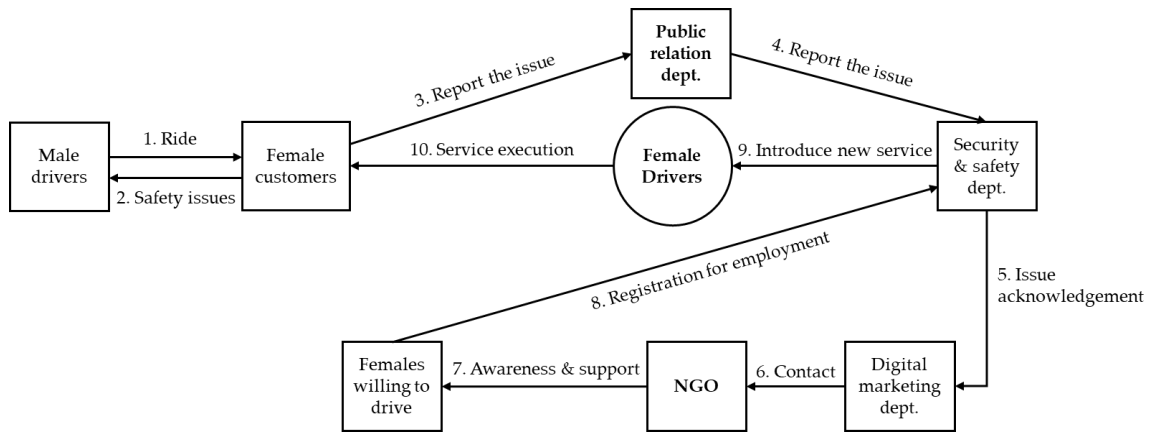 Public
relation
dept.
3. Report the issue
4. Report the issue
Male
drivers
1. Ride
2. Safety issues
Female
customers
10. Service execution
Female
Drivers
9. Introduce new service
Security
& safety
dept.
8. Registration for employment
5. Issue
acknowledgement
Females
willing to
drive
7. Awareness & support
NGO
6. Contact
Digital
marketing
dept.